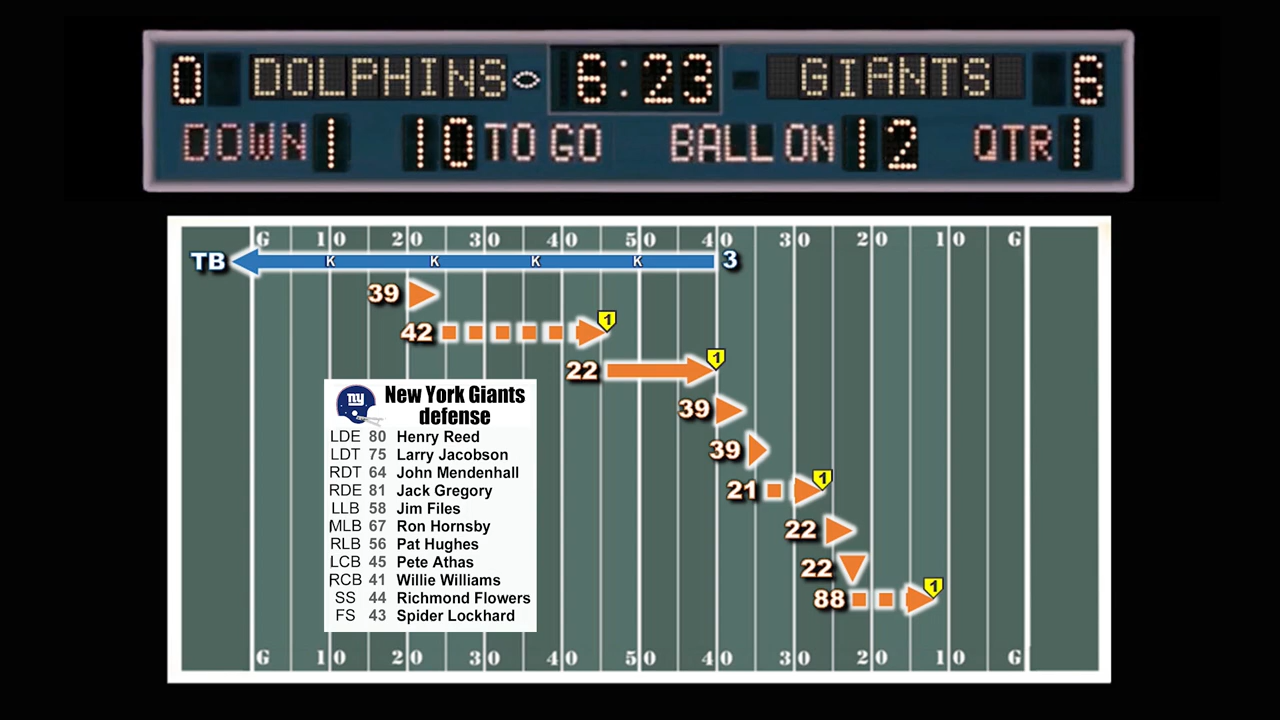 0 DOLPHINS 6:23 GIANTS 6
DOWN 1 10 TO GO BALL ON 12 QTR 1
G 10 20 30 40 50 40 30 20 10 G
TB K K K K 3
39
42 1
22 1
39
39
21 1
22
22
88 1
ny New York Giants
defense
LDE 80 Henry Reed
LDT 75 Larry Jacobson
RDT 64 John Mendenhall
RDE 81 Jack Gregory
LLB 58 Jim Files
MLB 67 Ron Hornsby
RLB 56 Pat Hughes
LCB 45 Pete Athas
RCB 41 Willie Williams
SS 44 Richmond Flowers
FS 43 Spider Lockhard
G 10 20 30 40 50 40 30 20 10 G